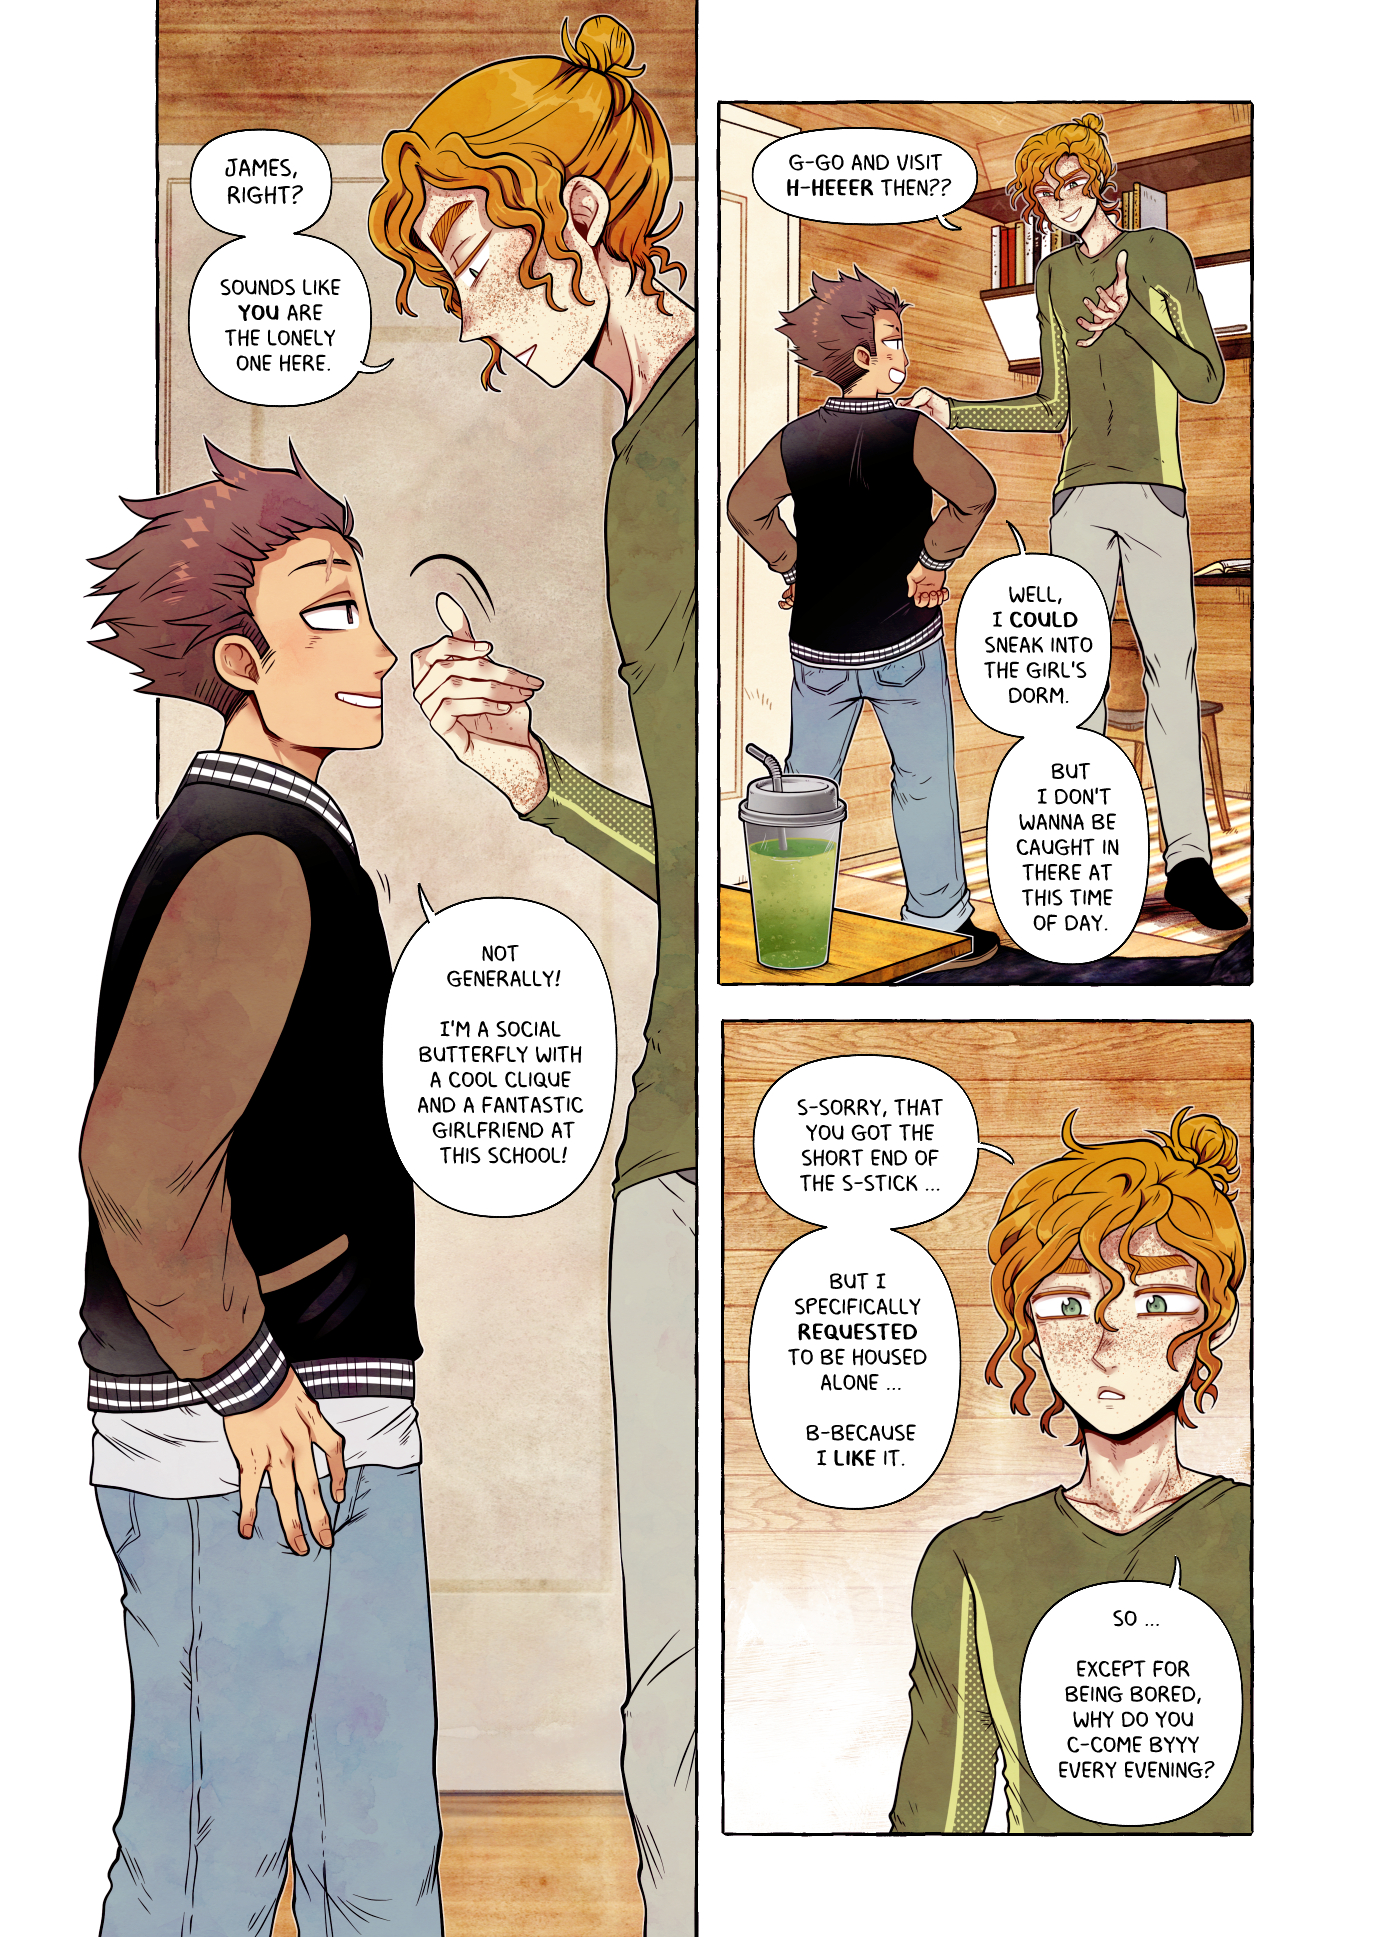 JAMES,
RIGHT?
SOUNDS LIKE
YOU ARE
THE LONELY
ONE HERE.
NOT
GENERALLY!
I'M A SOCIAL
BUTTERFLY WITH
A COOL CLIQUE
AND A FANTASTIC
GIRLFRIEND AT
THIS SCHOOL!
G-GO AND VISIT
H-HEEER THEN??
WELL,
I COULD
SNEAK INTO
THE GIRL'S
DORM.
BUT
I DON'T
WANNA BE
CAUGHT IN
THERE AT
THIS TIME
OF DAY.
S-SORRY, THAT
YOU GOT THE
SHORT END OF
THE S-STICK ...
BUT I
SPECIFICALLY
REQUESTED
TO BE HOUSED
ALONE ...
B-BECAUSE
I LIKE IT.
SO ...
EXCEPT FOR
BEING BORED,
WHY DO YOU
C-COME BYYY
EVERY EVENING?